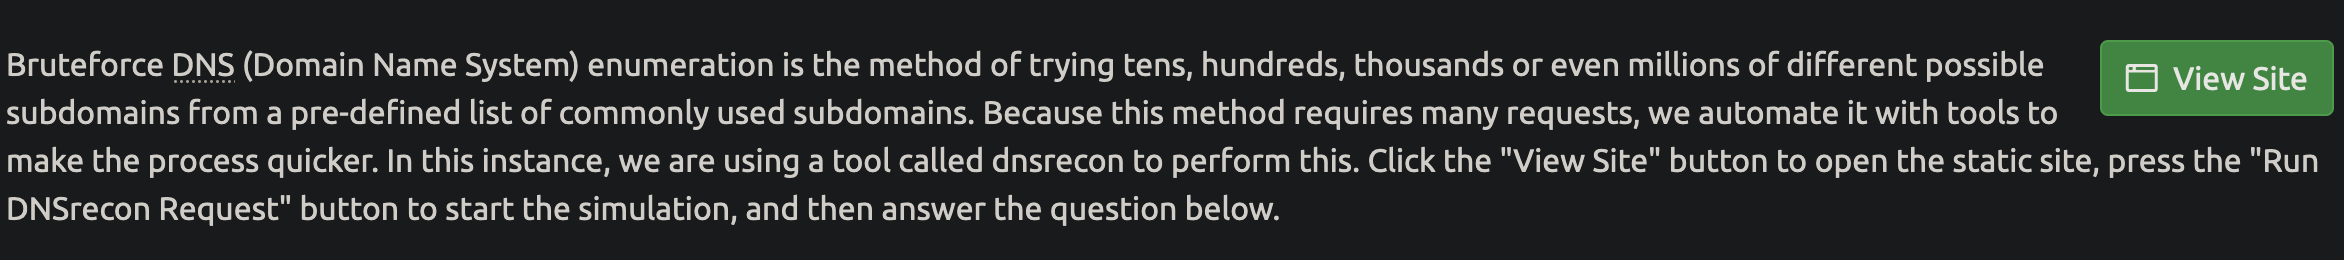 Bruteforce DNS (Domain Name System) enumeration is the method of trying tens, hundreds, thousands or even millions of different possible
View Site
subdomains from a pre-defined list of commonly used subdomains. Because this method requires many requests, we automate it with tools to
make the process quicker. In this instance, we are using a tool called dnsrecon to perform this. Click the "View Site" button to open the static site, press the "Run
DNSrecon Request" button to start the simulation, and then answer the question below.